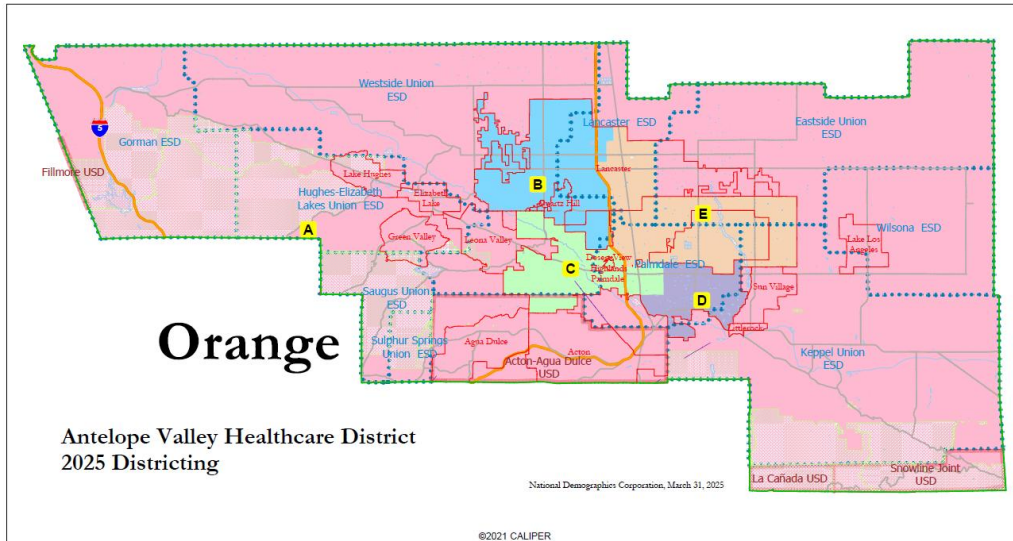 Westside Union
ESD
Lancaster ESD
Eastside Union
ESD
5
Gorman ESD
Fillmore USD
Lancaster
Lake Hughes
Hughes-Elizabeth
Lakes Union ESD
Elizabeth
Lake
B
Quartz Hill
E
A
Wilsona ESD
Green Valley
Leona Valley
Lake Los
Angeles
C
Desert View
Highlands
Palmdale
Palmdale ESD
Sun Village
Saugus Union
ESD
D
Littlerock
Orange
Sulphur Springs
Union ESD
Agua Dulce
Acton
Acton-Agua Dulce
USD
Keppel Union
ESD
Antelope Valley Healthcare District
2025 Districting
La Cañada USD
Snowline Joint
USD
National Demographics Corporation, March 31, 2025
©2021 CALIPER